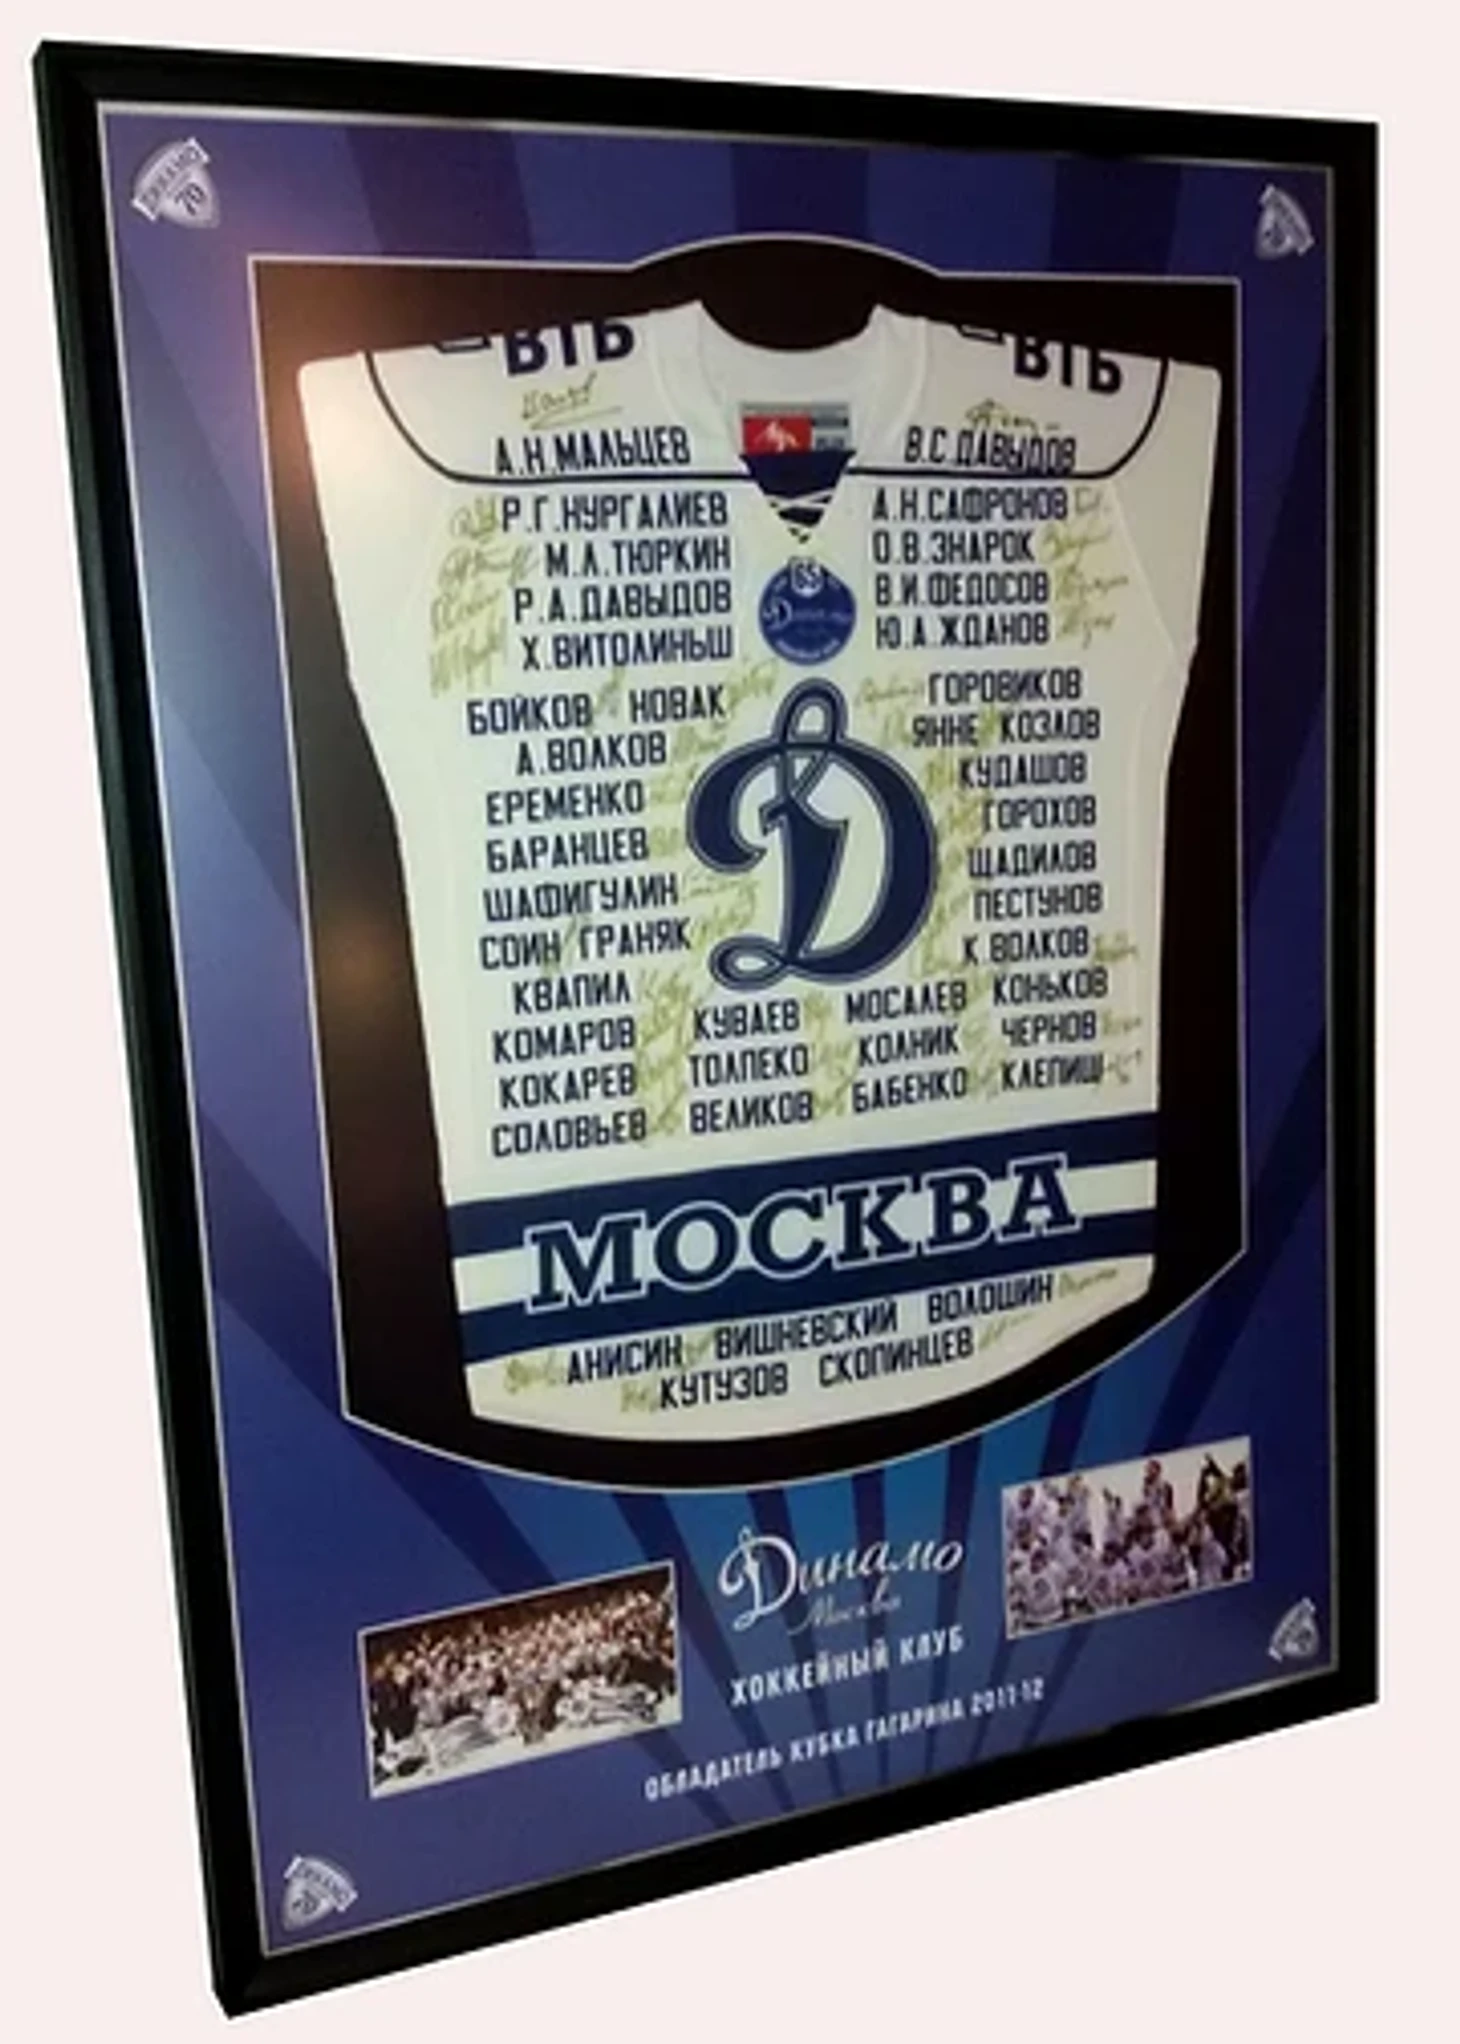 ВТБ ВТБ
А.Н.МАЛЬЦЕВ В.С.ДАВЫДОВ
Р.Г.НУРГАЛИЕВ А.Н.САФРОНОВ
М.Л.ТЮРКИН О.В.ЗНАРОК
Р.А.ДАВЫДОВ В.И.ФЕДОСОВ
Х.ВИТОЛИНЬШ Ю.А.ЖДАНОВ
65
Динамо
БОЙКОВ НОВАК ГОРОВИКОВ
А.ВОЛКОВ ЯННЕ КОЗЛОВ
ЕРЕМЕНКО КУДАШОВ
БАРАНЦЕВ ГОРОХОВ
ШАФИГУЛИН ЩАДИЛОВ
СОИН ГРАНЯК ПЕСТУНОВ
Д
К.ВОЛКОВ
КВАПИЛ КУВАЕВ МОСАЛЕВ КОНЬКОВ
КОМАРОВ ТОЛПЕКО КОЛНИК ЧЕРНОВ
КОКАРЕВ ВЕЛИКОВ БАБЕНКО КЛЕПИШ
СОЛОВЬЕВ
МОСКВА
АНИСИН ВИШНЕВСКИЙ ВОЛОШИН
КУТУЗОВ СКОПИНЦЕВ
Динамо
Москва
ХОККЕЙНЫЙ КЛУБ
ОБЛАДАТЕЛЬ КУБКА ГАГАРИНА 2011-12